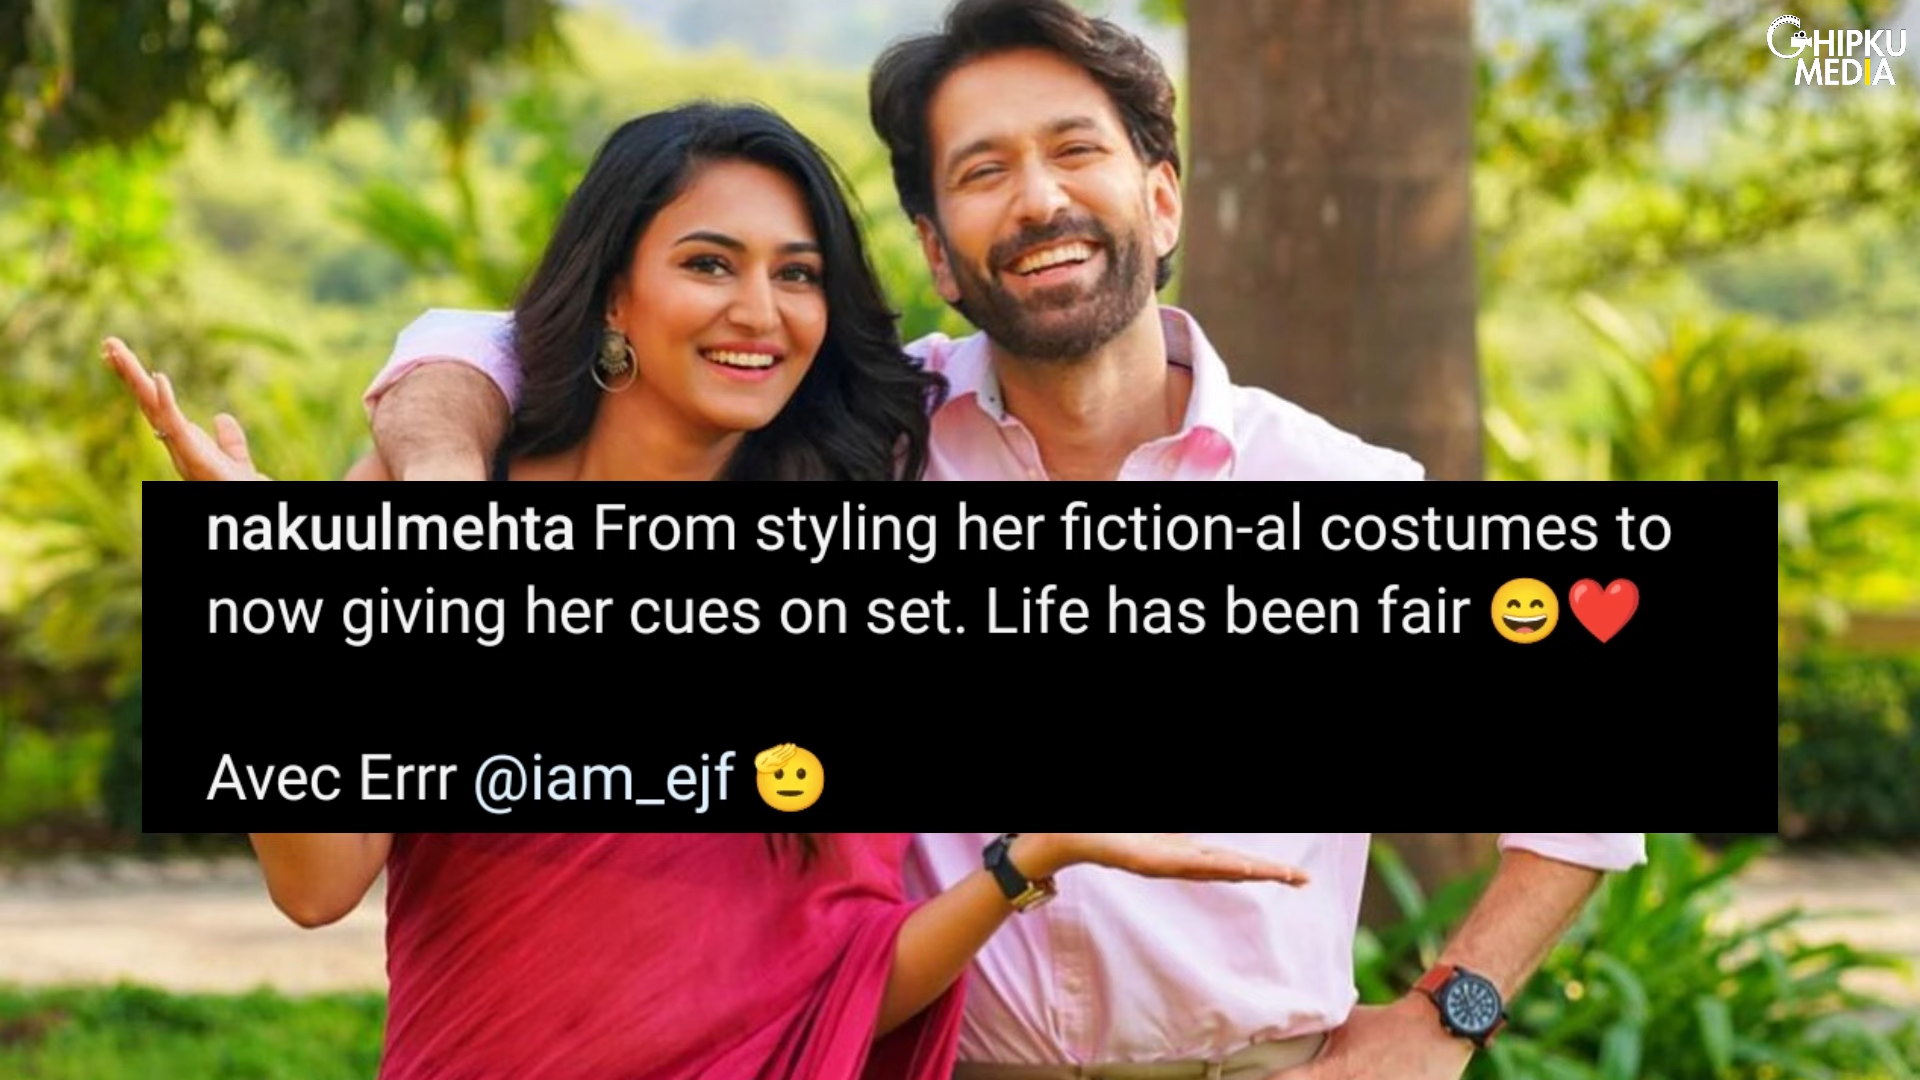 GHIPKU
MEDIA
nakuulmehta From styling her fiction-al costumes to
now giving her cues on set. Life has been fair 😄❤️
Avec Errr @iam_ejf 🫡